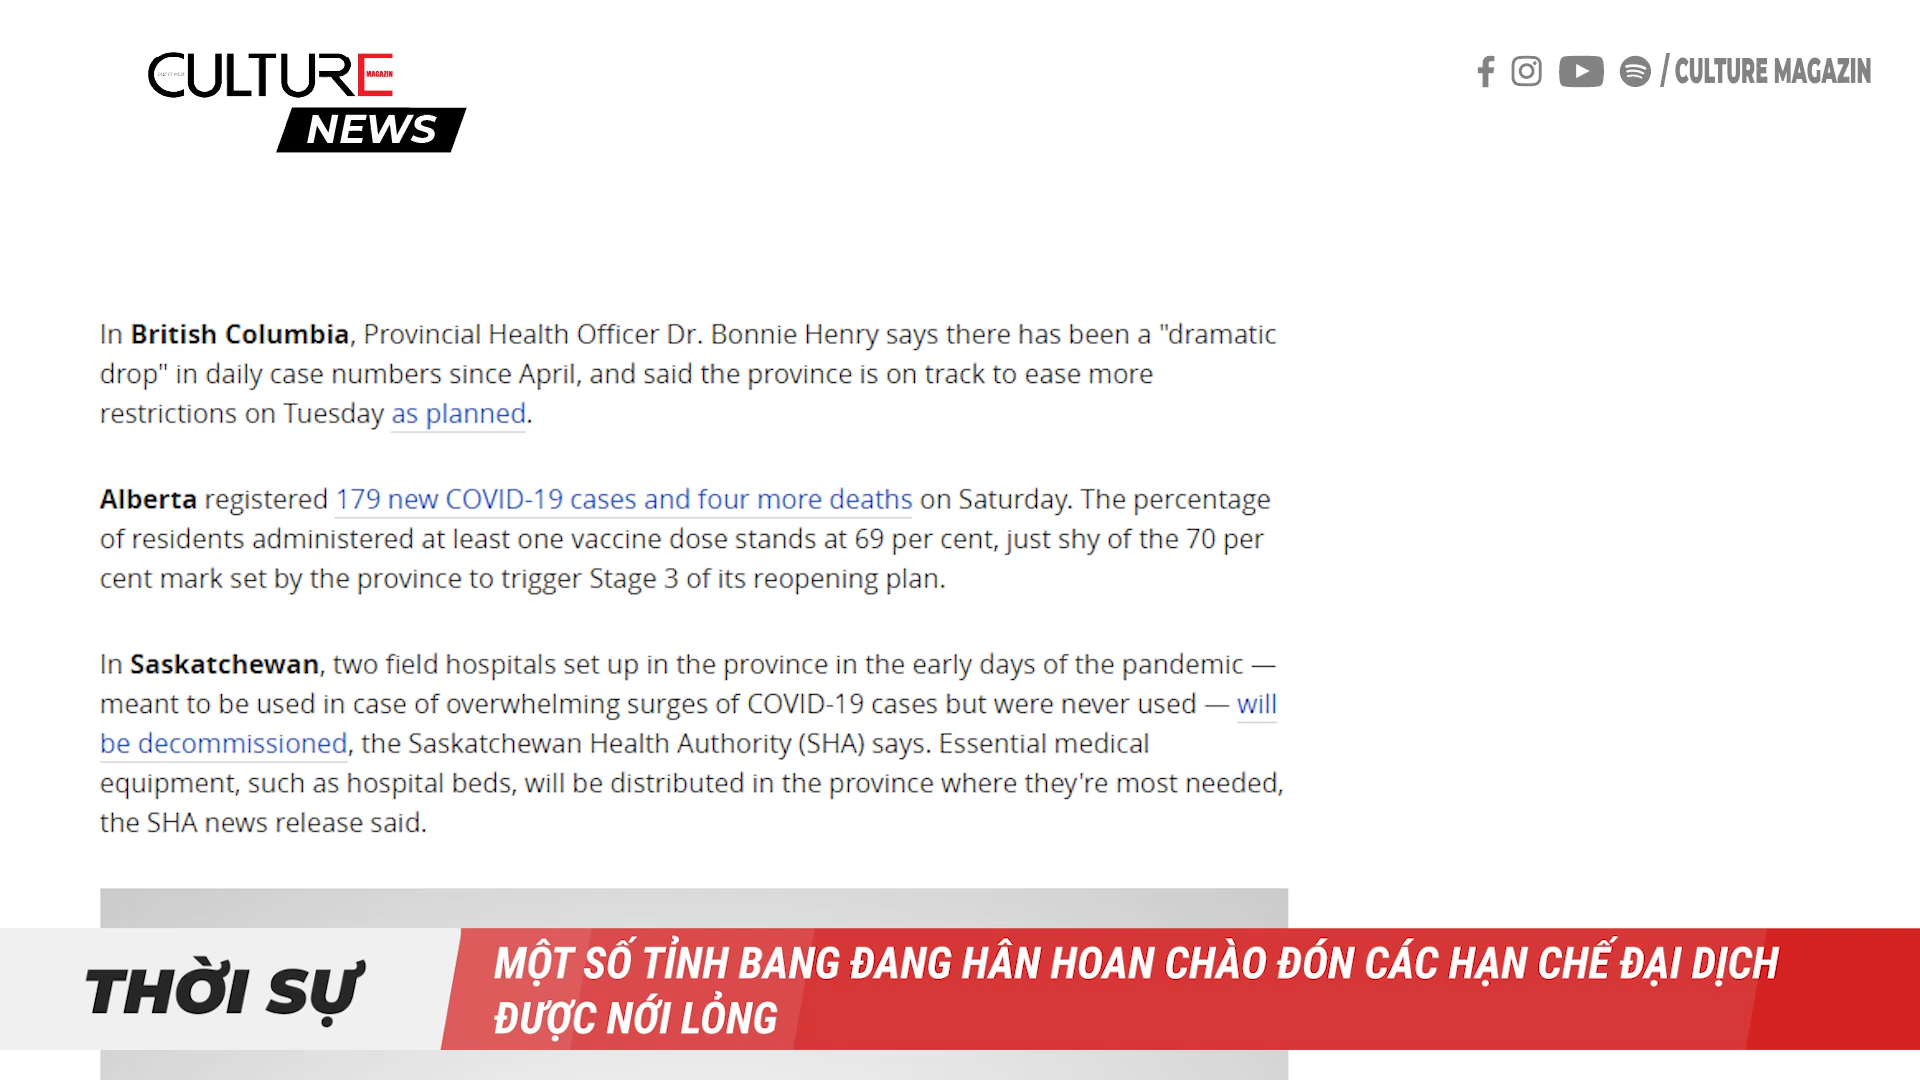 CULTURE
MAGAZIN
NEWS
/ CULTURE MAGAZIN
In British Columbia, Provincial Health Officer Dr. Bonnie Henry says there has been a "dramatic
drop" in daily case numbers since April, and said the province is on track to ease more
restrictions on Tuesday as planned.
Alberta registered 179 new COVID-19 cases and four more deaths on Saturday. The percentage
of residents administered at least one vaccine dose stands at 69 per cent, just shy of the 70 per
cent mark set by the province to trigger Stage 3 of its reopening plan.
In Saskatchewan, two field hospitals set up in the province in the early days of the pandemic —
meant to be used in case of overwhelming surges of COVID-19 cases but were never used — will
be decommissioned, the Saskatchewan Health Authority (SHA) says. Essential medical
equipment, such as hospital beds, will be distributed in the province where they're most needed,
the SHA news release said.
THỜI SỰ
MỘT SỐ TỈNH BANG ĐANG HÂN HOAN CHÀO ĐÓN CÁC HẠN CHẾ ĐẠI DỊCH
ĐƯỢC NỚI LỎNG